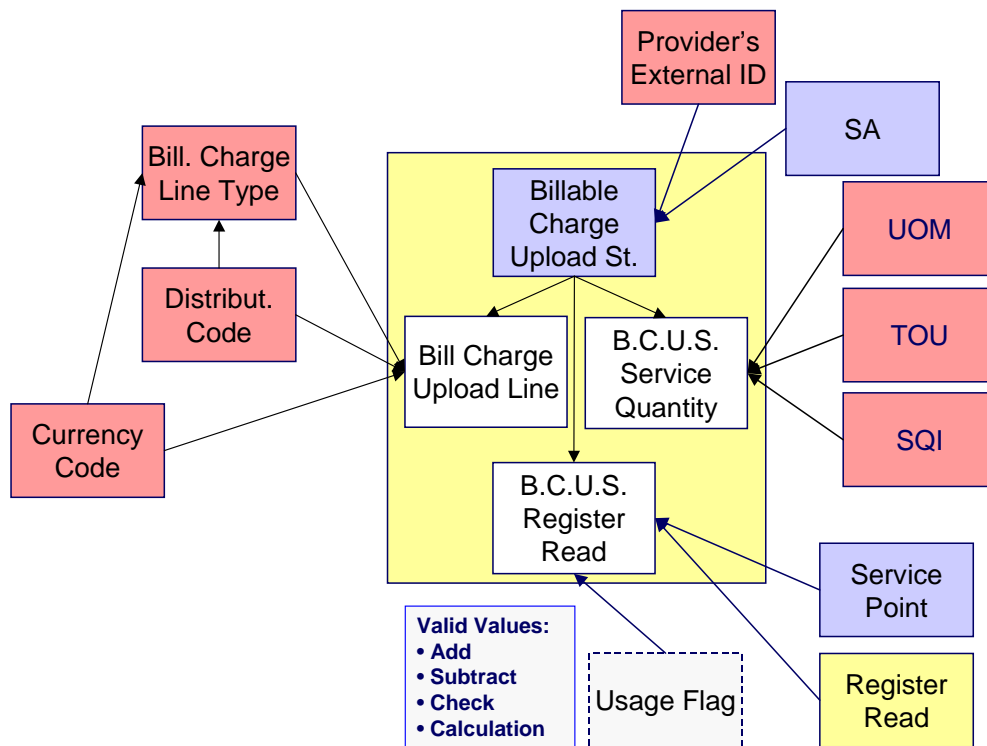 Provider's
External ID
SA
Bill. Charge
Line Type
Billable
Charge
Upload St.
UOM
Distribut.
Code
Bill Charge
Upload Line
B.C.U.S.
Service
Quantity
TOU
Currency
Code
SQI
B.C.U.S.
Register
Read
Service
Point
Valid Values:
• Add
• Subtract
• Check
• Calculation
Usage Flag
Register
Read